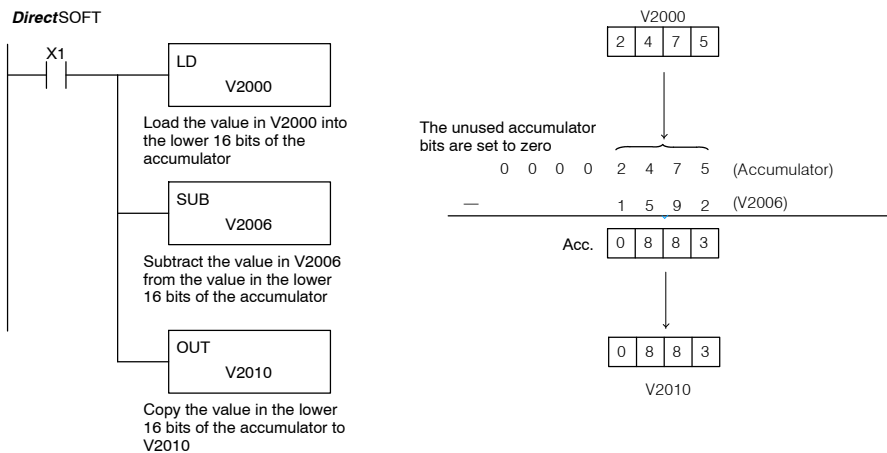 DirectSOFT
X1
LD
V2000
Load the value in V2000 into
the lower 16 bits of the
accumulator
SUB
V2006
Subtract the value in V2006
from the value in the lower
16 bits of the accumulator
OUT
V2010
Copy the value in the lower
16 bits of the accumulator to
V2010
V2000
2 4 7 5
The unused accumulator
bits are set to zero
0 0 0 0 2 4 7 5 (Accumulator)
— 1 5 9 2 (V2006)
Acc. 0 8 8 3
0 8 8 3
V2010